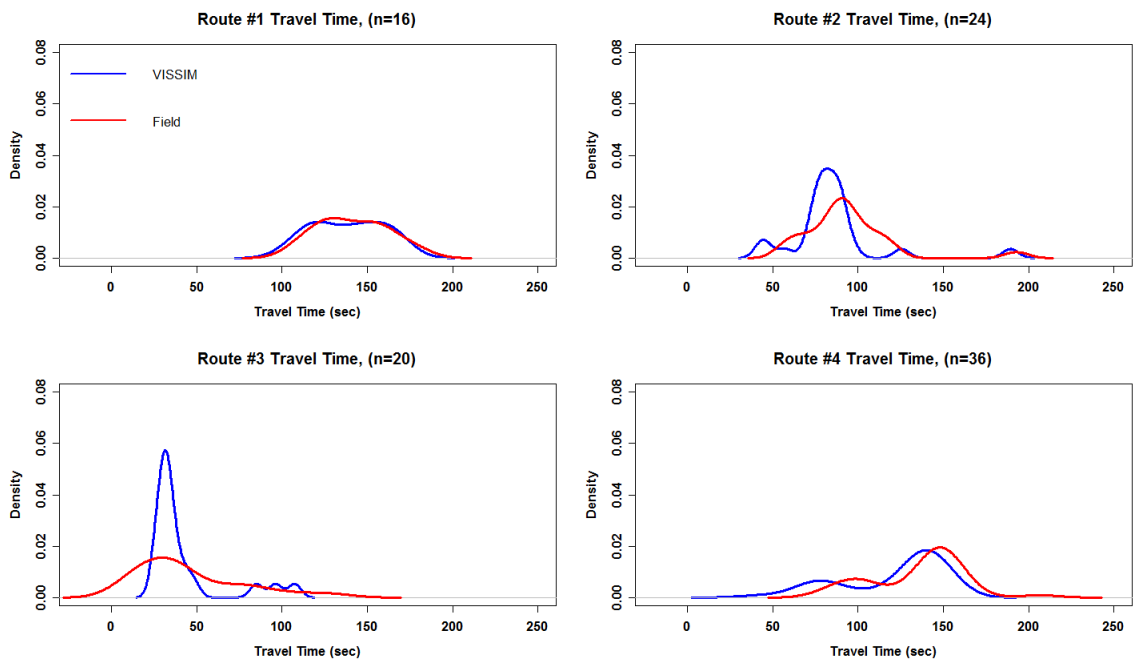 Route #1 Travel Time, (n=16)
0.08
0.06
0.04
0.02
0.00
Density
VISSIM
Field
0 50 100 150 200 250
Travel Time (sec)
Route #2 Travel Time, (n=24)
0.08
0.06
0.04
0.02
0.00
Density
0 50 100 150 200 250
Travel Time (sec)
Route #3 Travel Time, (n=20)
0.08
0.06
0.04
0.02
0.00
Density
0 50 100 150 200 250
Travel Time (sec)
Route #4 Travel Time, (n=36)
0.08
0.06
0.04
0.02
0.00
Density
0 50 100 150 200 250
Travel Time (sec)